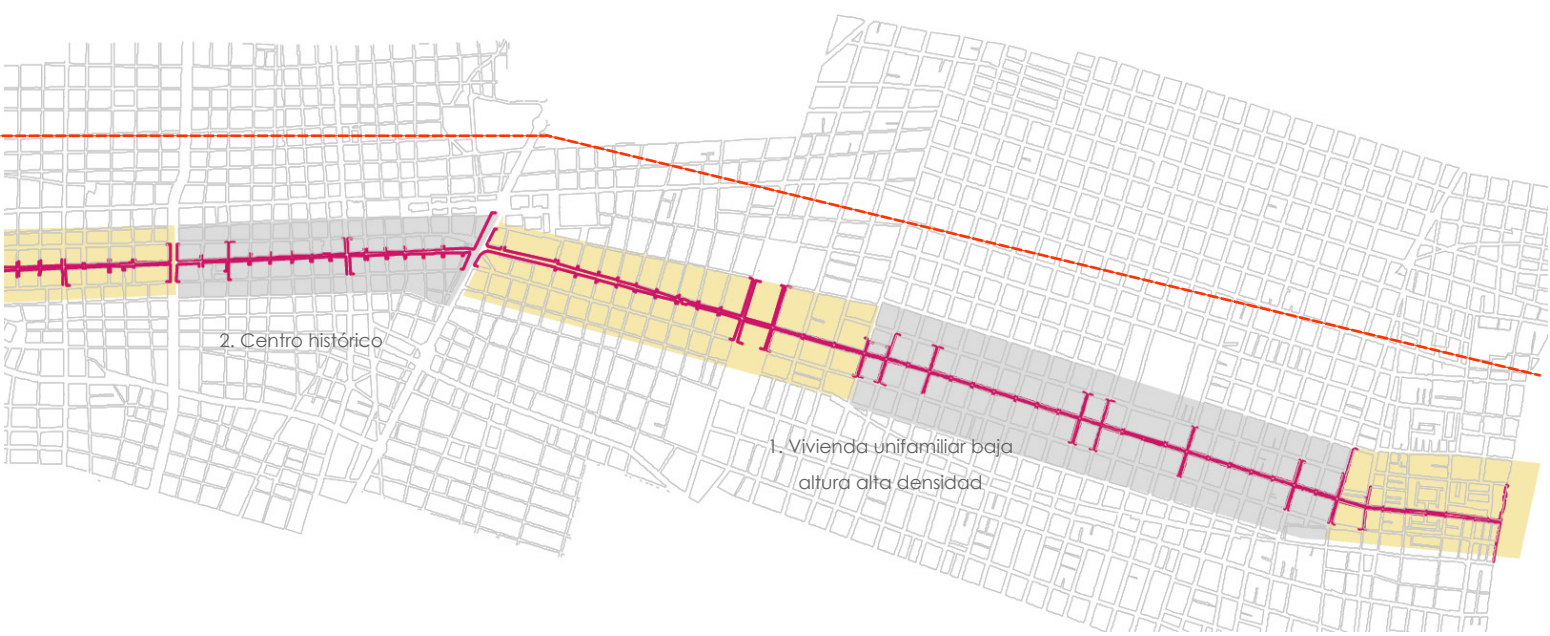 2. Centro histórico
1. Vivienda unifamiliar baja
altura alta densidad